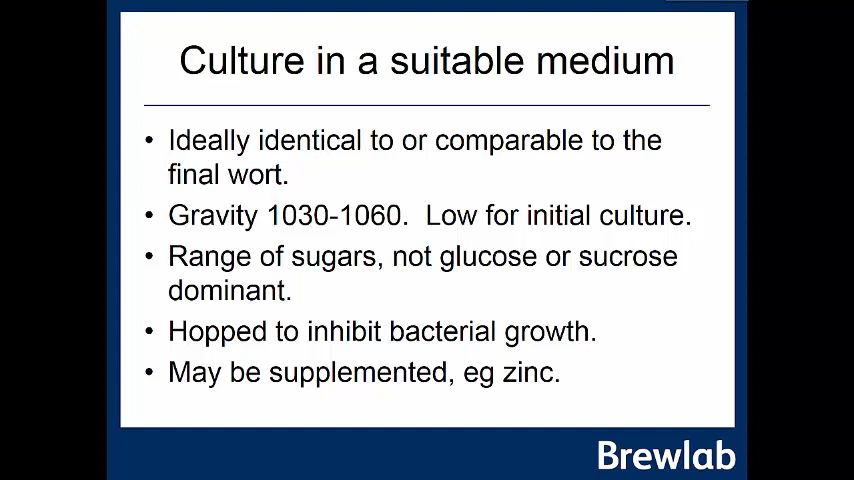 Culture in a suitable medium
• Ideally identical to or comparable to the
final wort.
• Gravity 1030-1060.  Low for initial culture.
• Range of sugars, not glucose or sucrose
dominant.
• Hopped to inhibit bacterial growth.
• May be supplemented, eg zinc.
Brewlab